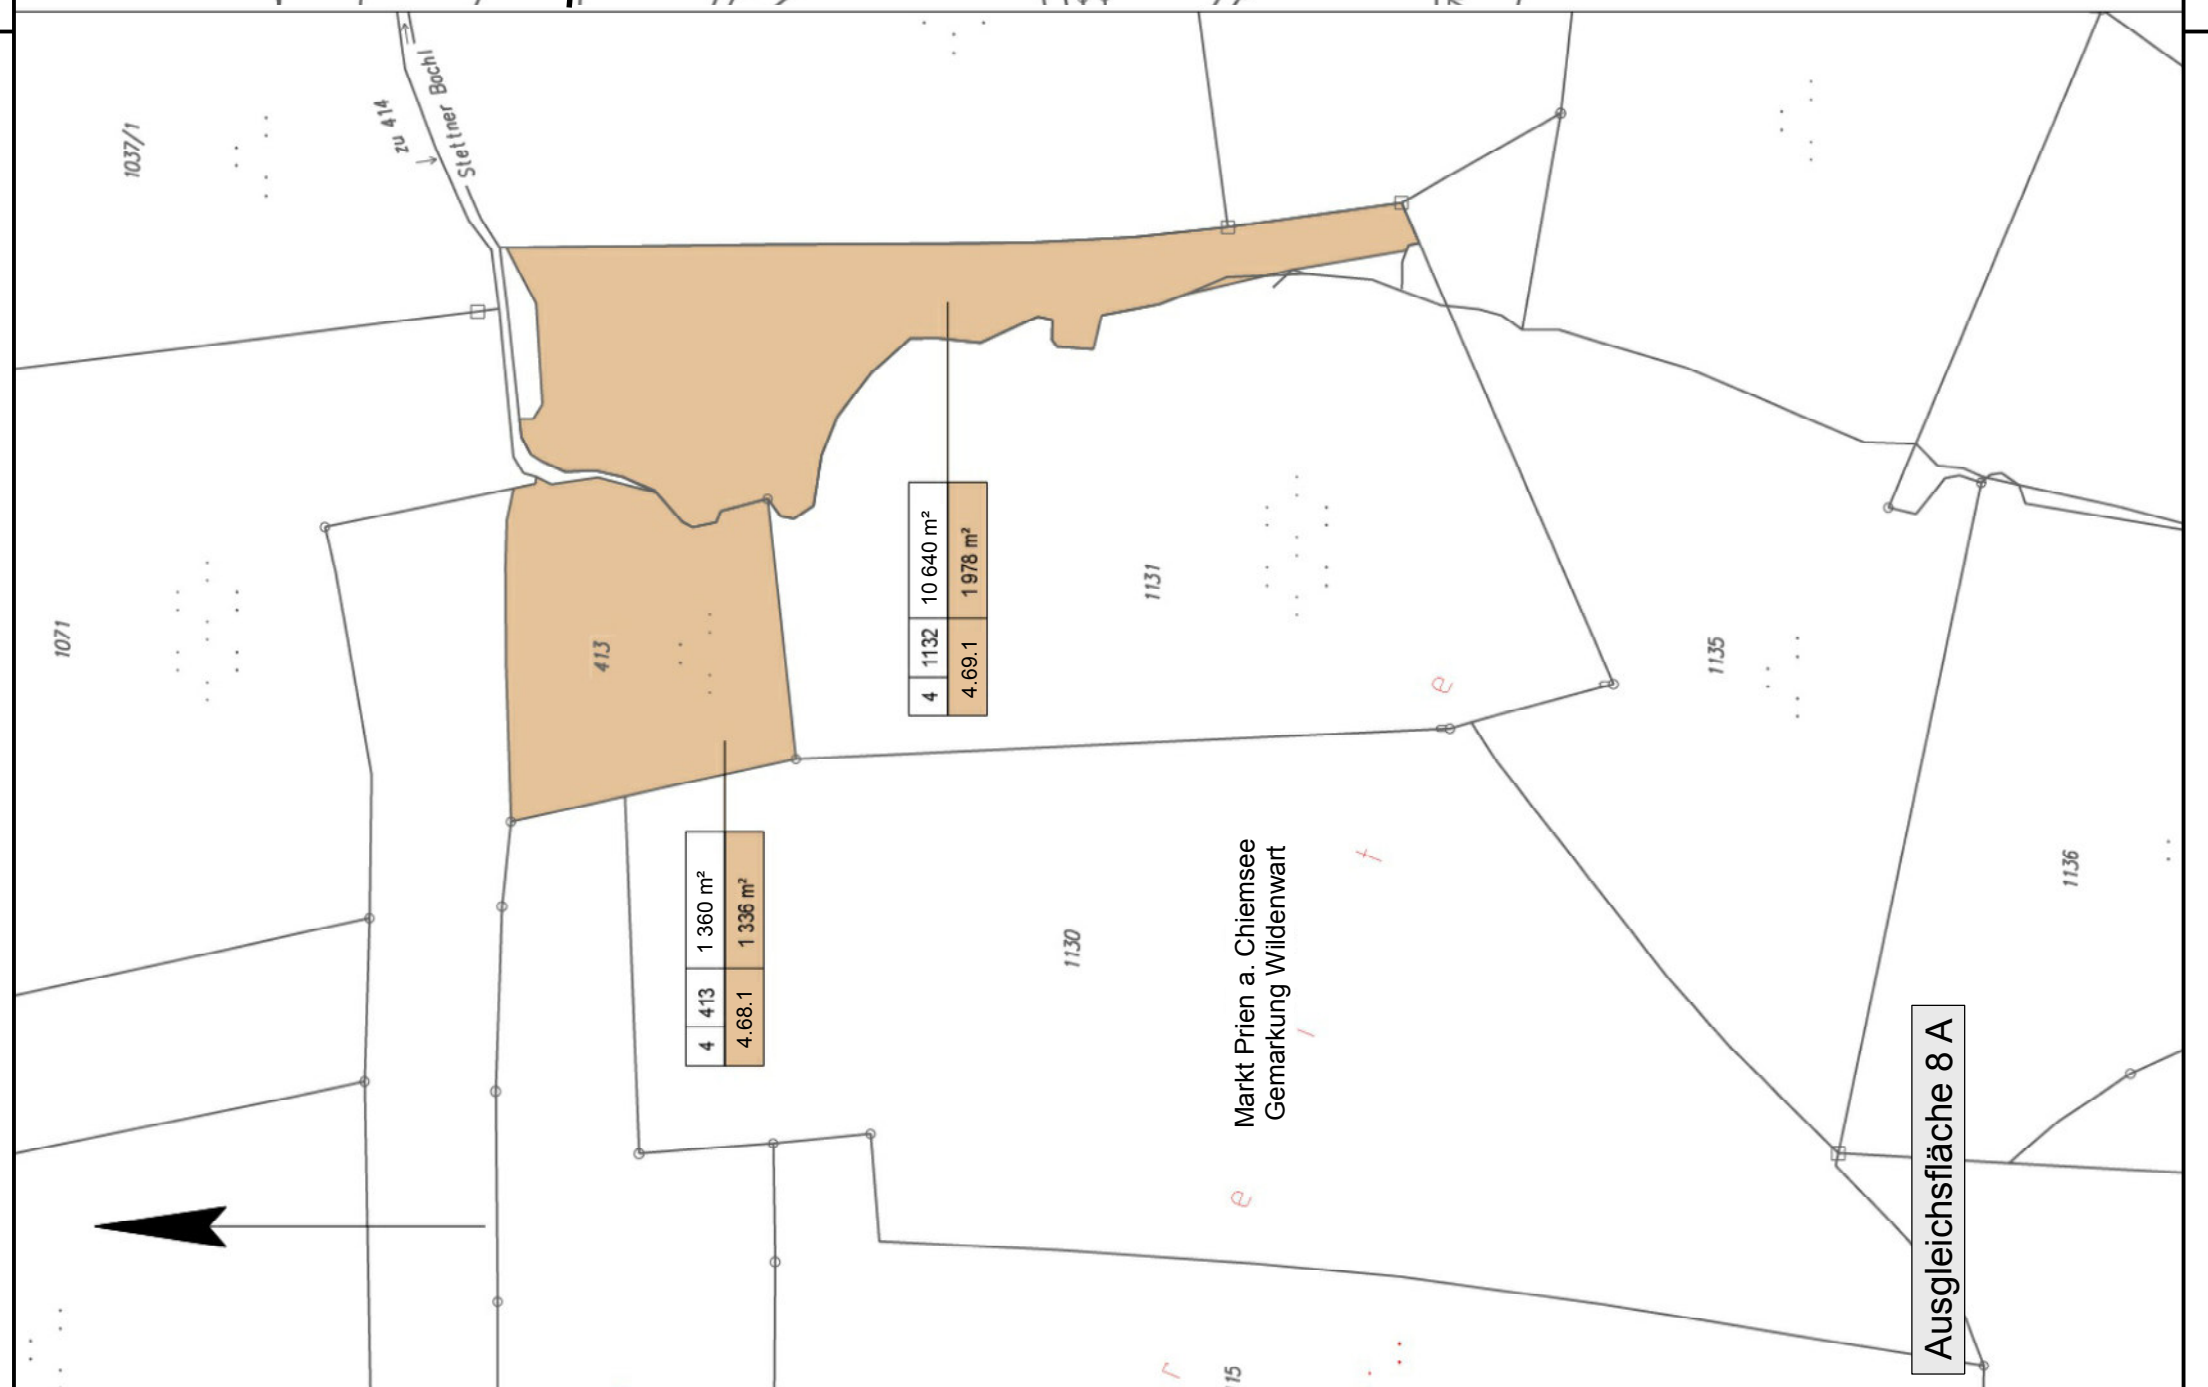 1037/1
zu 414
Stettner Bachl
1071
413
4 1132 10 640 m²
4.69.1 1 978 m²
1131
1135
4 413 1 360 m²
4.68.1 1 336 m²
1130
Markt Prien a. Chiemsee
Gemarkung Wildenwart
1136
e
t
l
e
r
15
Ausgleichsfläche 8 A